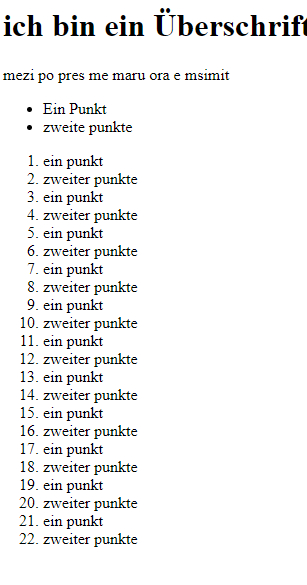 ich bin ein Überschrift
mezi po pres me maru ora e msimit
• Ein Punkt
• zweite punkte
1. ein punkt
2. zweiter punkte
3. ein punkt
4. zweiter punkte
5. ein punkt
6. zweiter punkte
7. ein punkt
8. zweiter punkte
9. ein punkt
10. zweiter punkte
11. ein punkt
12. zweiter punkte
13. ein punkt
14. zweiter punkte
15. ein punkt
16. zweiter punkte
17. ein punkt
18. zweiter punkte
19. ein punkt
20. zweiter punkte
21. ein punkt
22. zweiter punkte